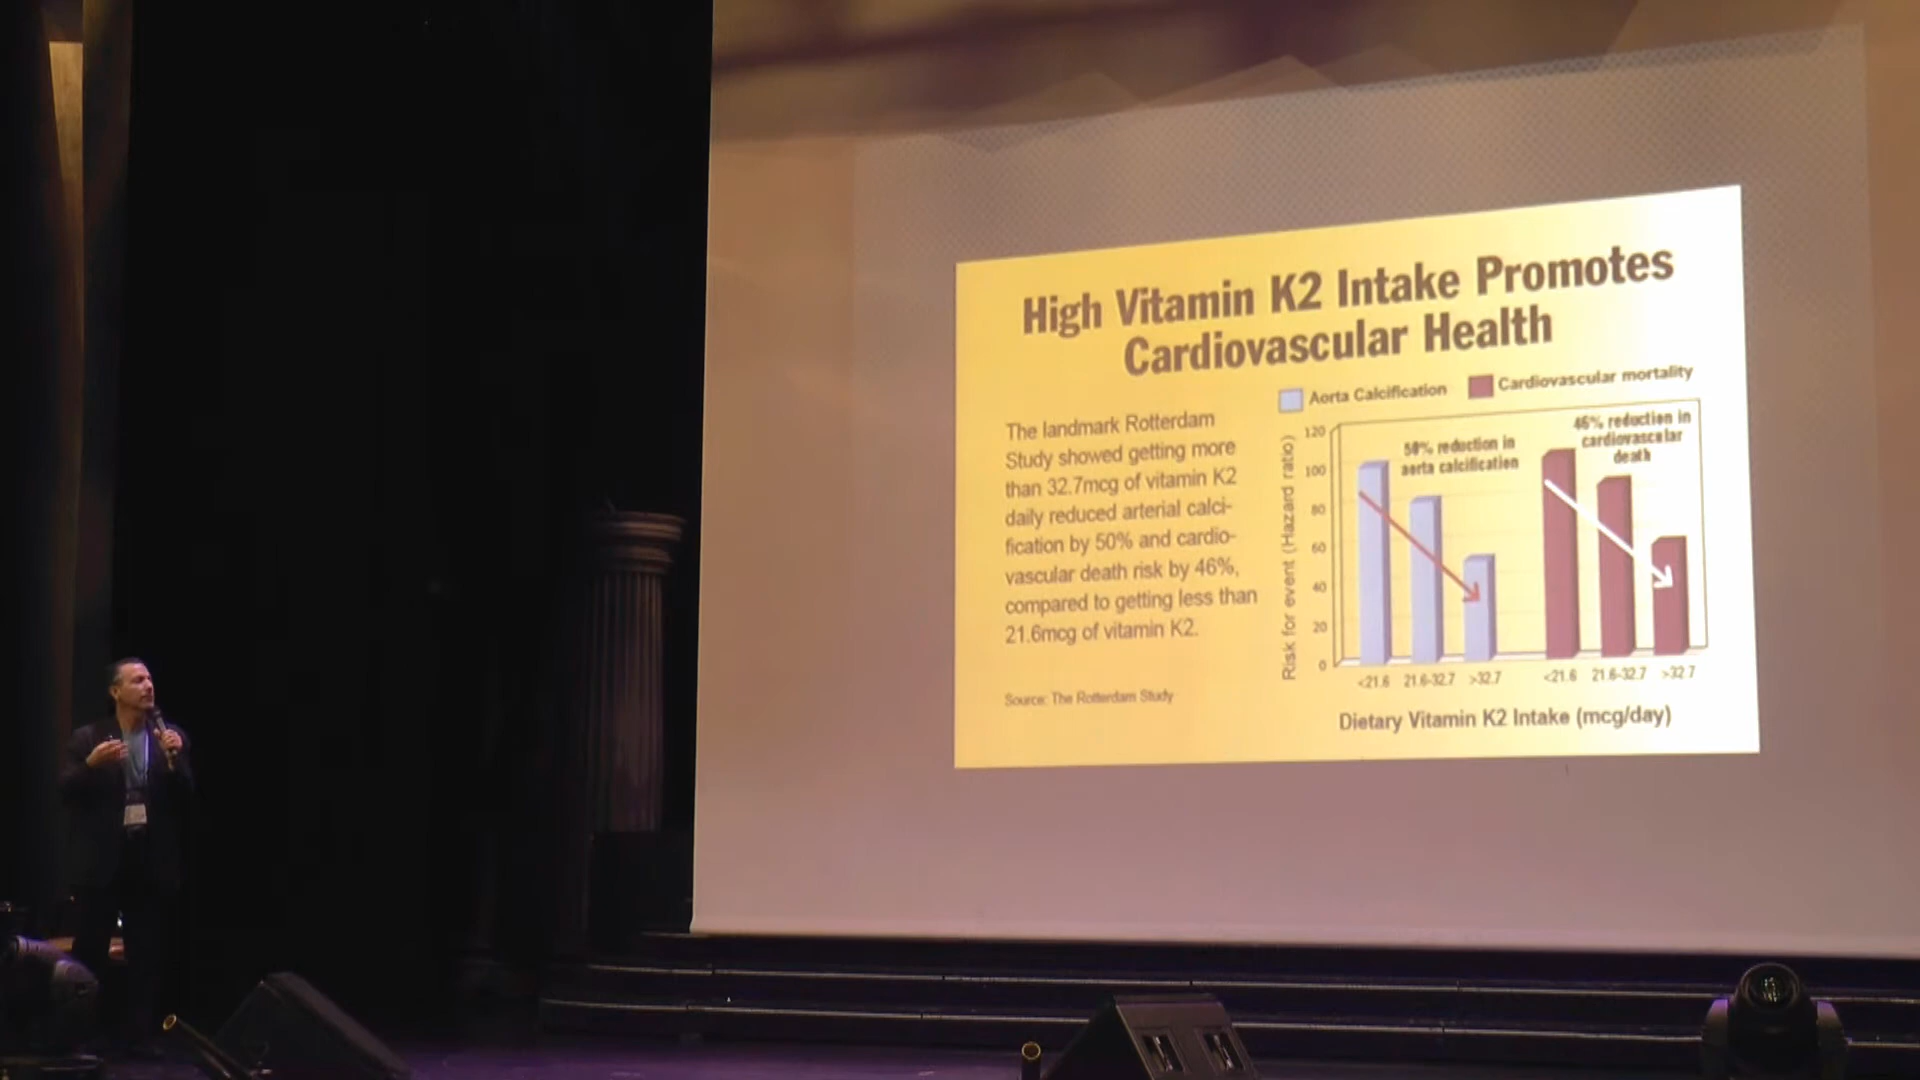 High Vitamin K2 Intake Promotes
Cardiovascular Health
The landmark Rotterdam
Study showed getting more
than 32.7mcg of vitamin K2
daily reduced arterial calci-
fication by 50% and cardio-
vascular death risk by 46%,
compared to getting less than
21.6mcg of vitamin K2.
Source: The Rotterdam Study
Aorta Calcification
Cardiovascular mortality
Risk for event (Hazard ratio)
120
100
80
60
40
20
0
50% reduction in
aorta calcification
46% reduction in
cardiovascular
death
<21.6 21.6-32.7 >32.7 <21.6 21.6-32.7 >32.7
Dietary Vitamin K2 Intake (mcg/day)